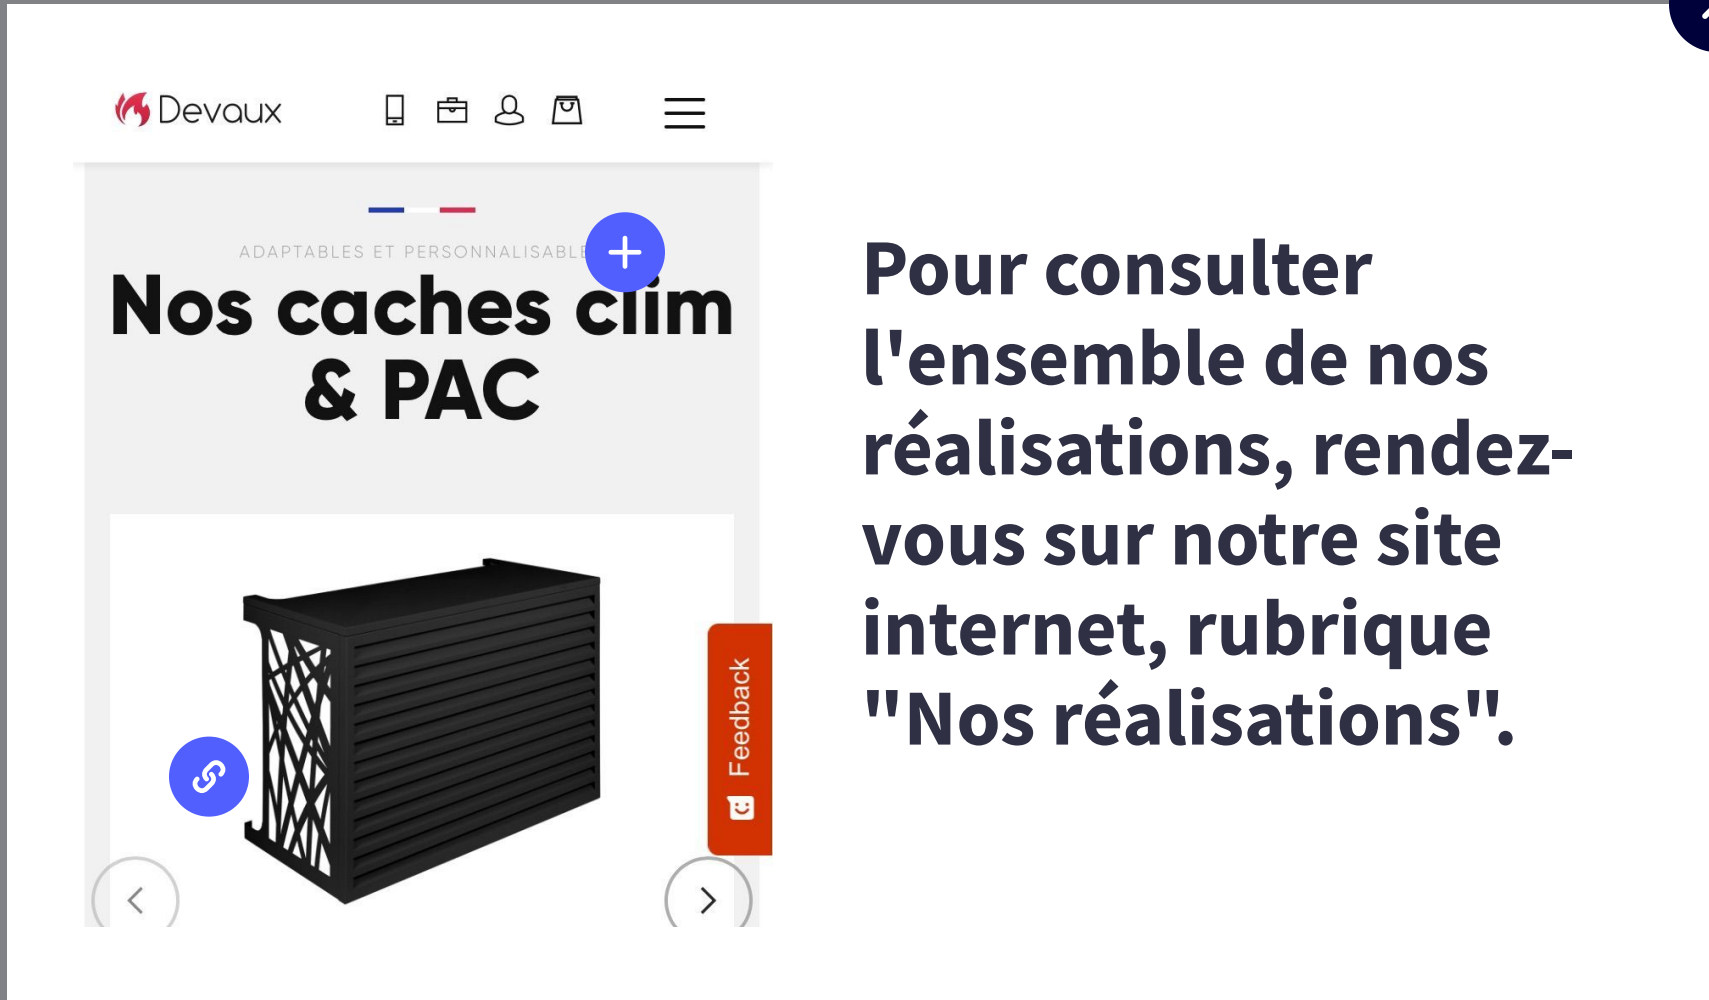 Devaux
ADAPTABLES ET PERSONNALISABLE
Nos caches clim
& PAC
Feedback
Pour consulter
l'ensemble de nos
réalisations, rendez-
vous sur notre site
internet, rubrique
"Nos réalisations".